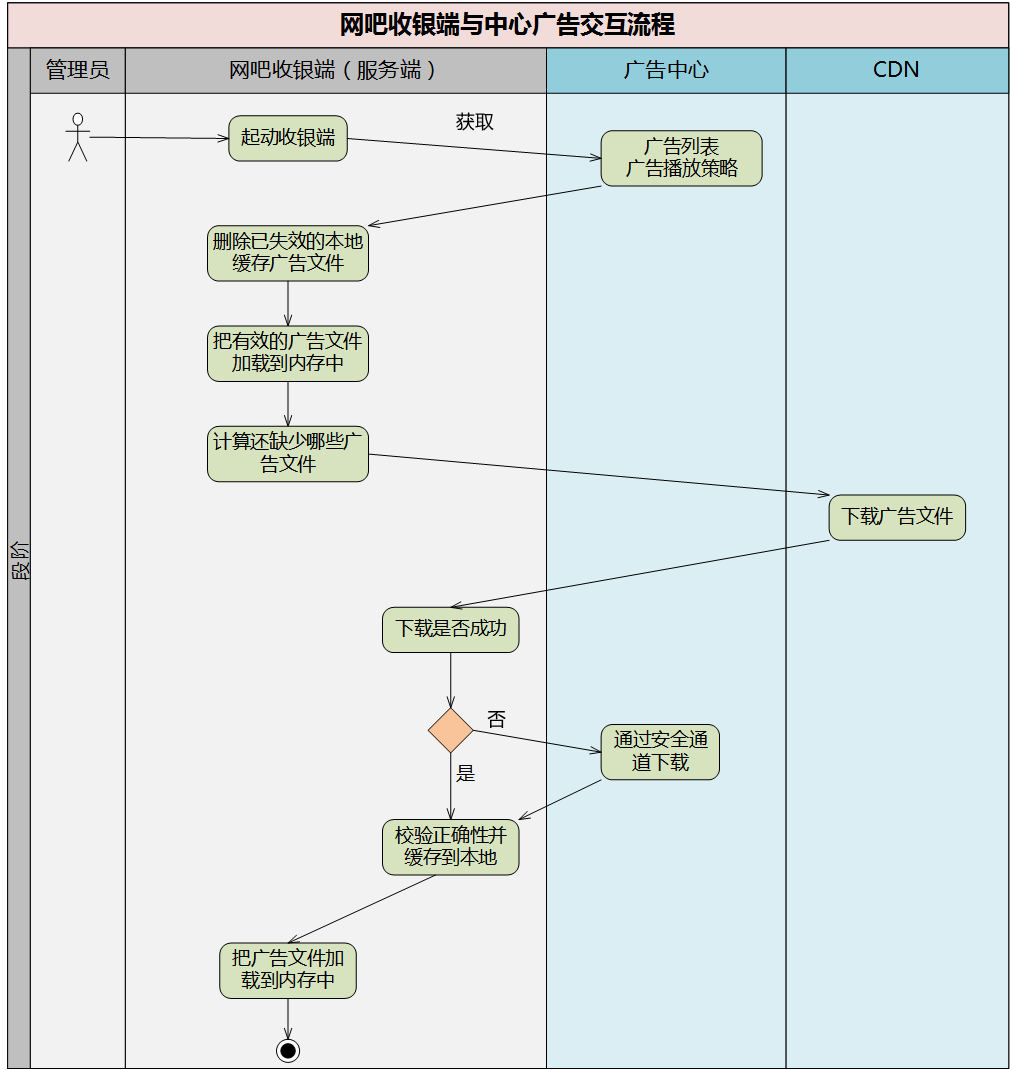 网吧收银端与中心广告交互流程
管理员
网吧收银端（服务端）
广告中心
CDN
段阶
起动收银端
获取
广告列表
广告播放策略
删除已失效的本地
缓存广告文件
把有效的广告文件
加载到内存中
计算还缺少哪些广
告文件
下载广告文件
下载是否成功
否
通过安全通
道下载
是
校验正确性并
缓存到本地
把广告文件加
载到内存中